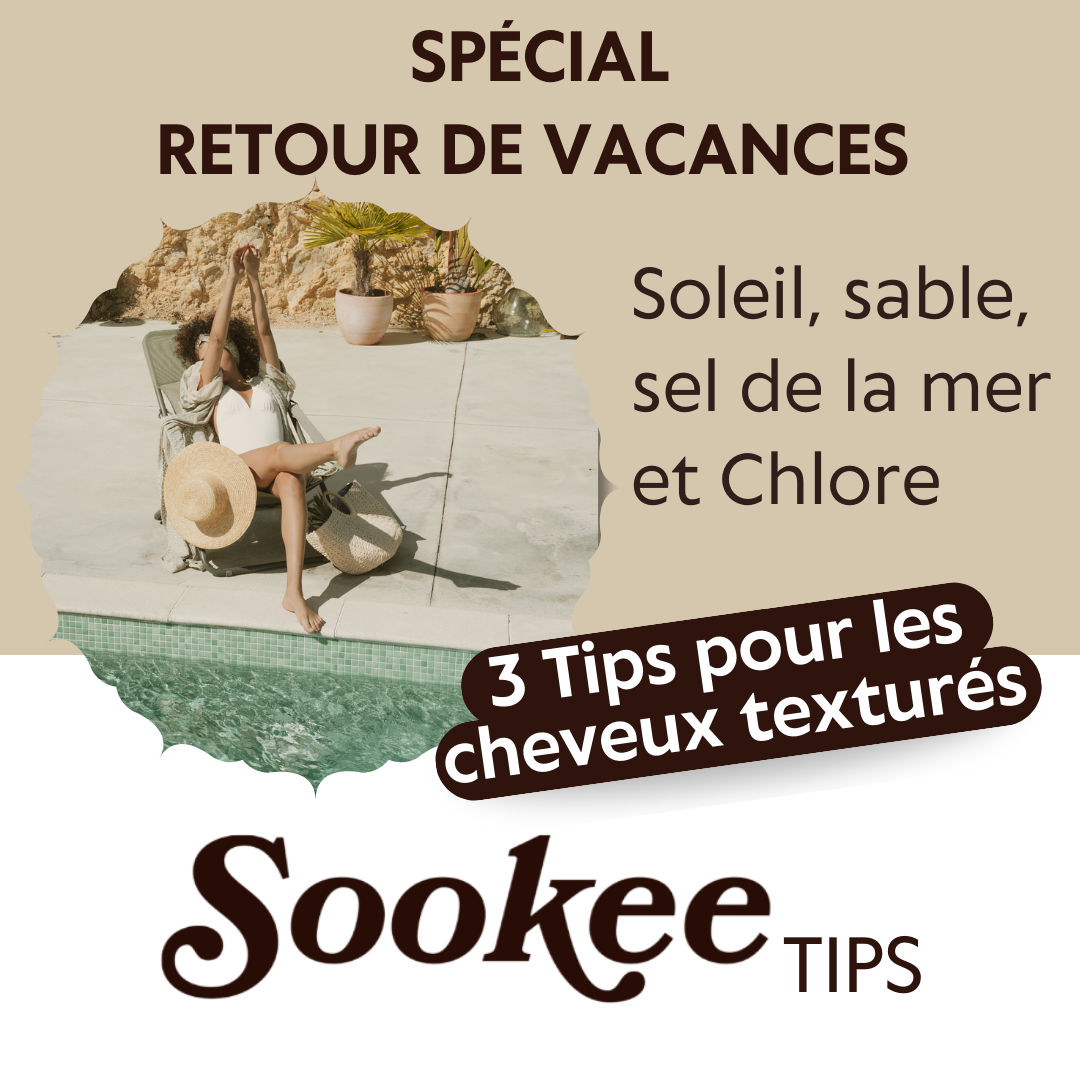 SPÉCIAL
RETOUR DE VACANCES
Soleil, sable,
sel de la mer
et Chlore
3 Tips pour les
cheveux texturés
Sookee TIPS